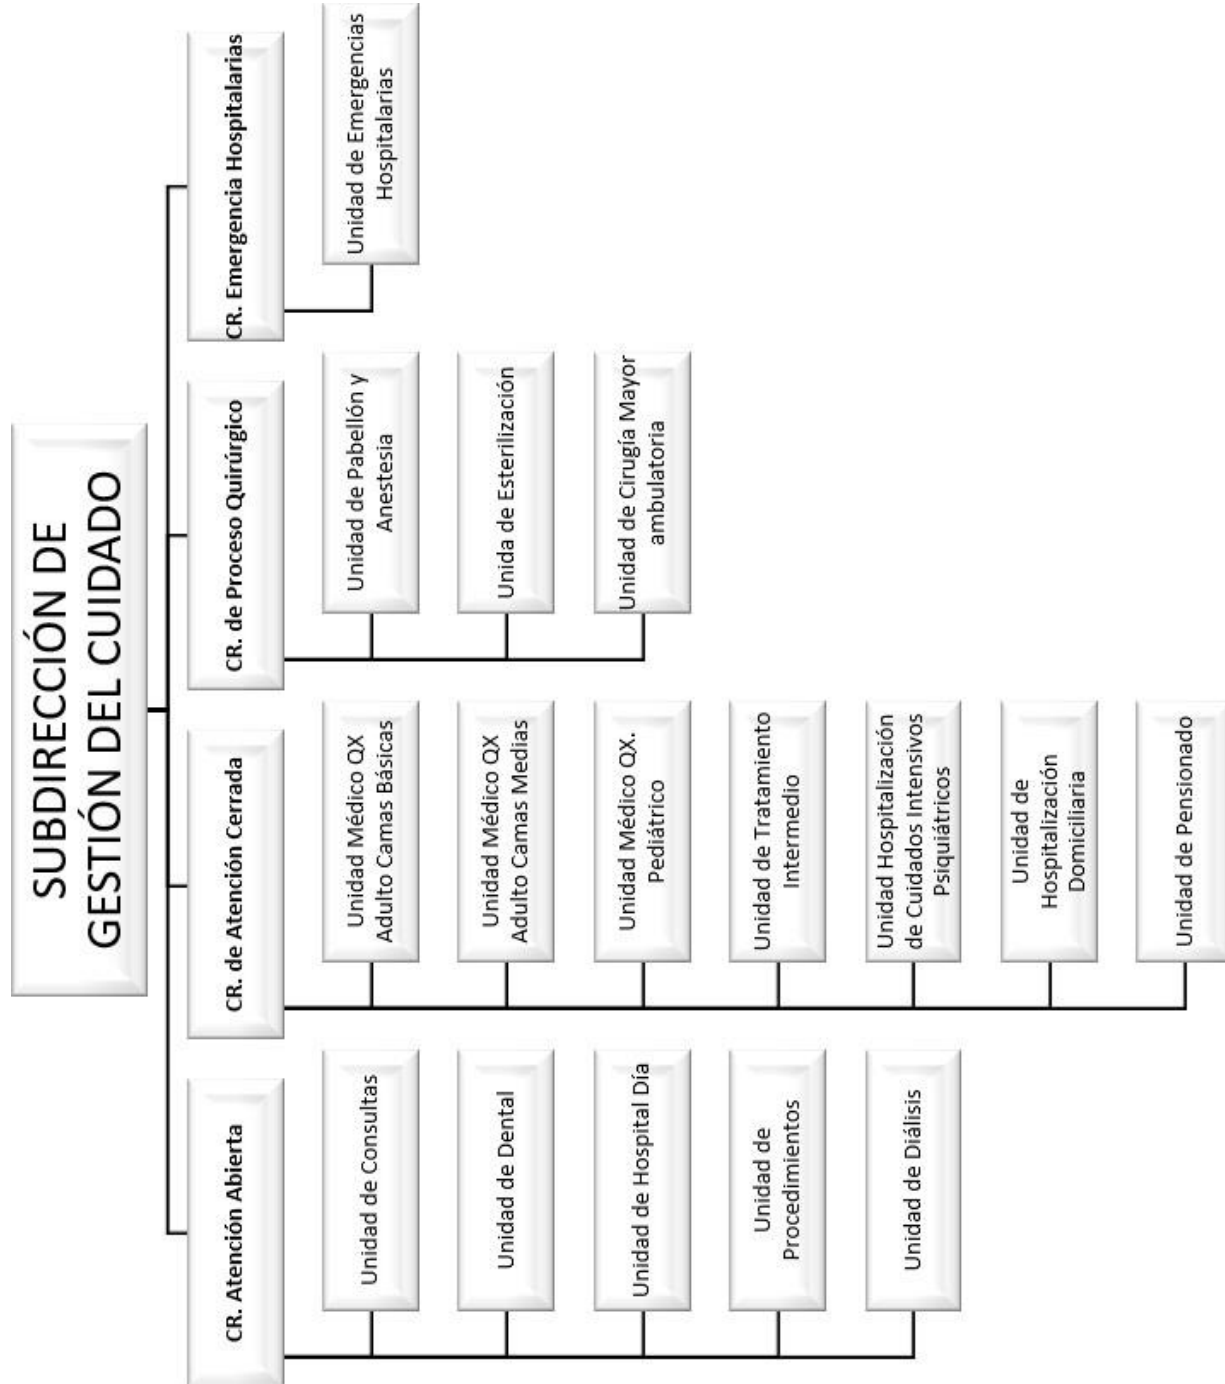 SUBDIRECCIÓN DE
GESTIÓN DEL CUIDADO
CR. Atención Abierta
Unidad de Consultas
Unidad de Dental
Unidad de Hospital Día
Unidad de
Procedimientos
Unidad de Diálisis
CR. de Atención Cerrada
Unidad Médico QX
Adulto Camas Básicas
Unidad Médico QX
Adulto Camas Medias
Unidad Médico QX.
Pediátrico
Unidad de Tratamiento
Intermedio
Unidad Hospitalización
de Cuidados Intensivos
Psiquiátricos
Unidad de
Hospitalización
Domiciliaria
Unidad de Pensionado
CR. de Proceso Quirúrgico
Unidad de Pabellón y
Anestesia
Unida de Esterilización
Unidad de Cirugía Mayor
ambulatoria
CR. Emergencia Hospitalarias
Unidad de Emergencias
Hospitalarias